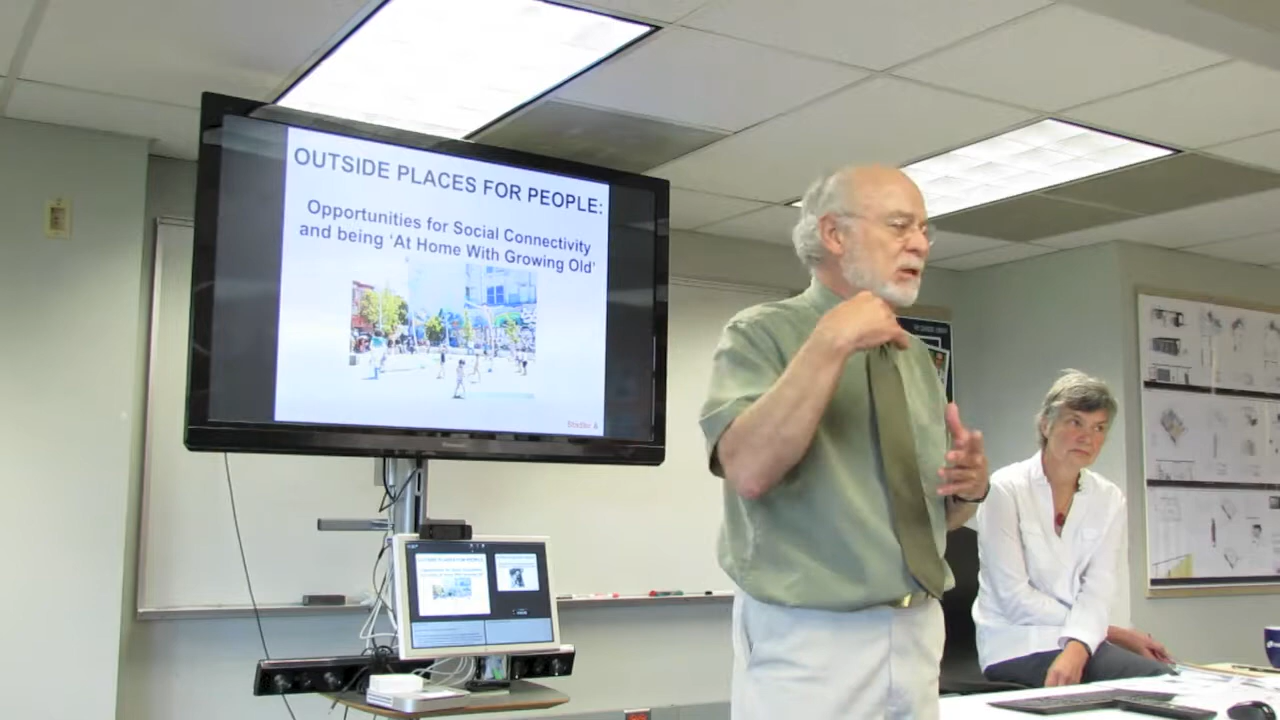 OUTSIDE PLACES FOR PEOPLE:
Opportunities for Social Connectivity
and being 'At Home With Growing Old'